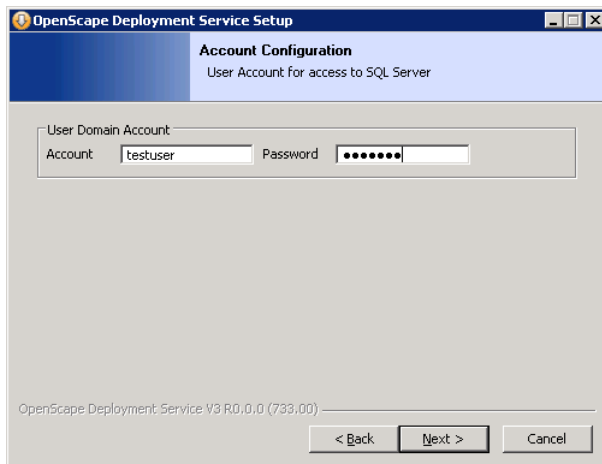 OpenScape Deployment Service Setup
Account Configuration
User Account for access to SQL Server
User Domain Account
Account testuser Password ●●●●●●●
OpenScape Deployment Service V3 R0.0.0 (733.00)
< Back Next > Cancel